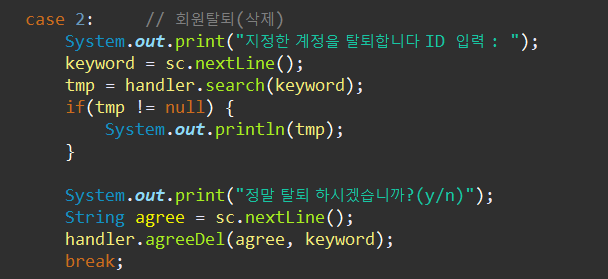 case 2:     // 회원탈퇴(삭제)
    System.out.print("지정한 계정을 탈퇴합니다 ID 입력 : ");
    keyword = sc.nextLine();
    tmp = handler.search(keyword);
    if(tmp != null) {
        System.out.println(tmp);
    }

    System.out.print("정말 탈퇴 하시겠습니까?(y/n)");
    String agree = sc.nextLine();
    handler.agreeDel(agree, keyword);
    break;